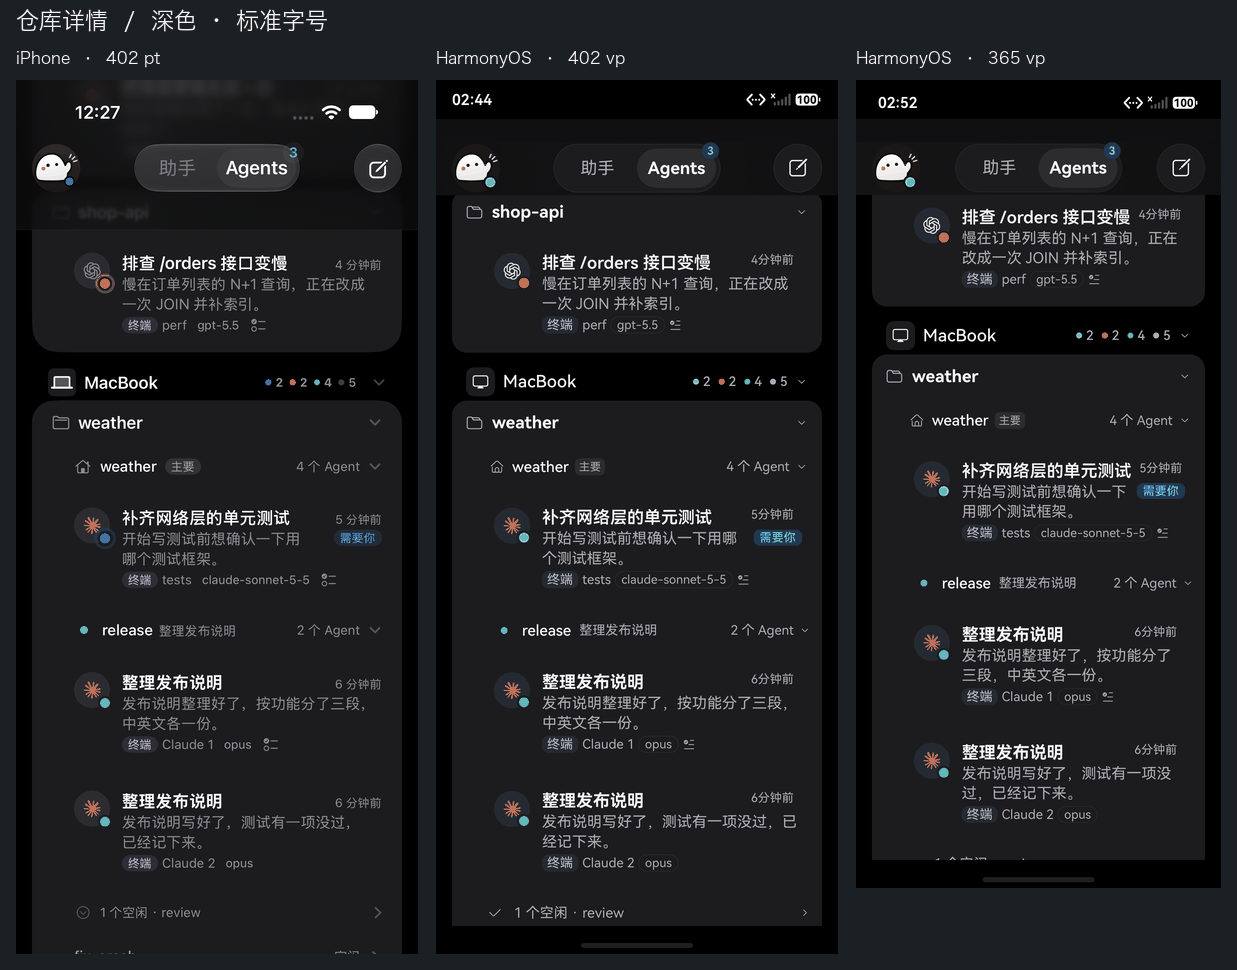 仓库详情 / 深色 · 标准字号
iPhone · 402 pt
12:27
助手
Agents
3
shop-api
排查 /orders 接口变慢
4 分钟前
慢在订单列表的 N+1 查询，正在改成
一次 JOIN 并补索引。
终端 perf gpt-5.5
MacBook
2 2 4 5
weather
weather 主要
4 个 Agent
补齐网络层的单元测试
5 分钟前
开始写测试前想确认一下用
需要你
哪个测试框架。
终端 tests claude-sonnet-5-5
release 整理发布说明
2 个 Agent
整理发布说明
6 分钟前
发布说明整理好了，按功能分了三段，
中英文各一份。
终端 Claude 1 opus
整理发布说明
6 分钟前
发布说明写好了，测试有一项没过，
已经记下来。
终端 Claude 2 opus
1 个空闲 · review
HarmonyOS · 402 vp
02:44
100
助手
Agents
3
shop-api
排查 /orders 接口变慢
4分钟前
慢在订单列表的 N+1 查询，正在改成
一次 JOIN 并补索引。
终端 perf gpt-5.5
MacBook
2 2 4 5
weather
weather 主要
4 个 Agent
补齐网络层的单元测试
5分钟前
开始写测试前想确认一下用哪
需要你
个测试框架。
终端 tests claude-sonnet-5-5
release 整理发布说明
2 个 Agent
整理发布说明
6分钟前
发布说明整理好了，按功能分了三段，
中英文各一份。
终端 Claude 1 opus
整理发布说明
6分钟前
发布说明写好了，测试有一项没过，已
经记下来。
终端 Claude 2 opus
1 个空闲 · review
HarmonyOS · 365 vp
02:52
100
助手
Agents
3
排查 /orders 接口变慢
4分钟前
慢在订单列表的 N+1 查询，正在
改成一次 JOIN 并补索引。
终端 perf gpt-5.5
MacBook
2 2 4 5
weather
weather 主要
4 个 Agent
补齐网络层的单元测试
5分钟前
开始写测试前想确认一下
需要你
用哪个测试框架。
终端 tests claude-sonnet-5-5
release 整理发布说明
2 个 Agent
整理发布说明
6分钟前
发布说明整理好了，按功能分了
三段，中英文各一份。
终端 Claude 1 opus
整理发布说明
6分钟前
发布说明写好了，测试有一项没
过，已经记下来。
终端 Claude 2 opus